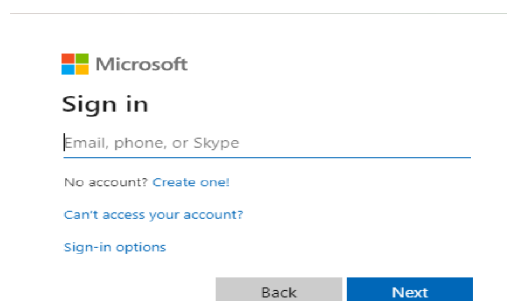 Microsoft
Sign in
Email, phone, or Skype
No account? Create one!
Can't access your account?
Sign-in options
Back Next